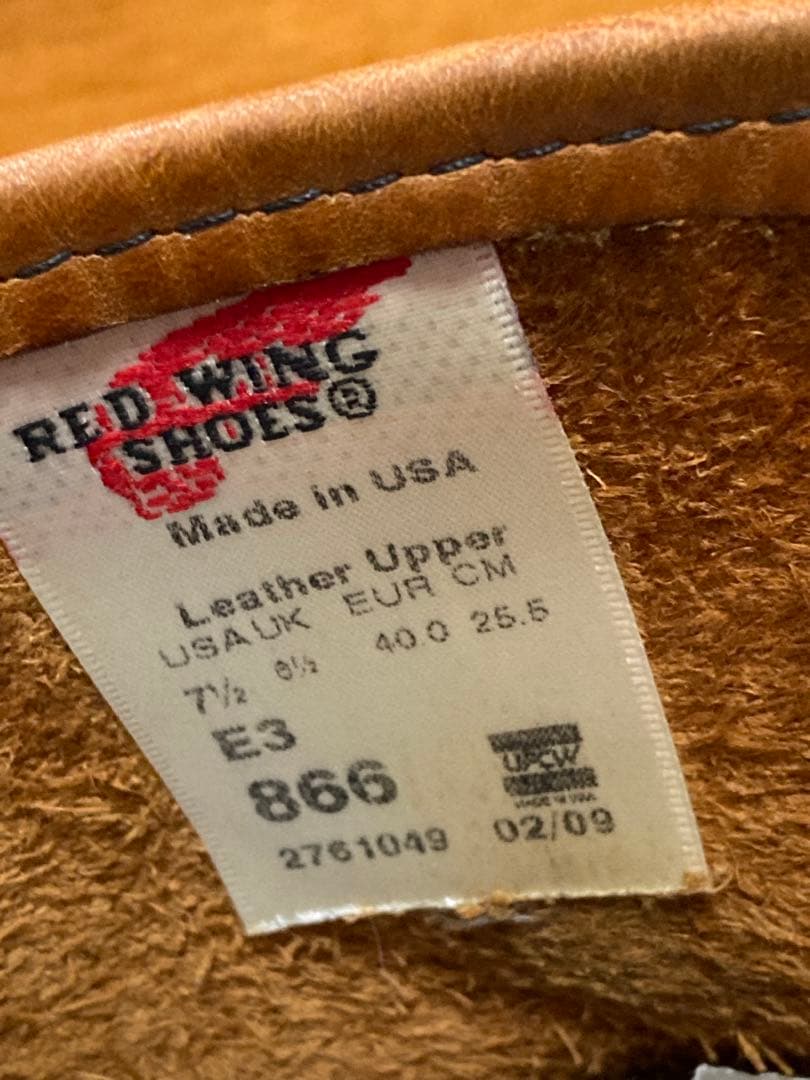 RED WING
SHOES®
Made in USA
Leather Upper
USA UK EUR CM
7½ 6½ 40.0 25.5
E3
866
UFCW
MADE IN USA
2761049 02/09